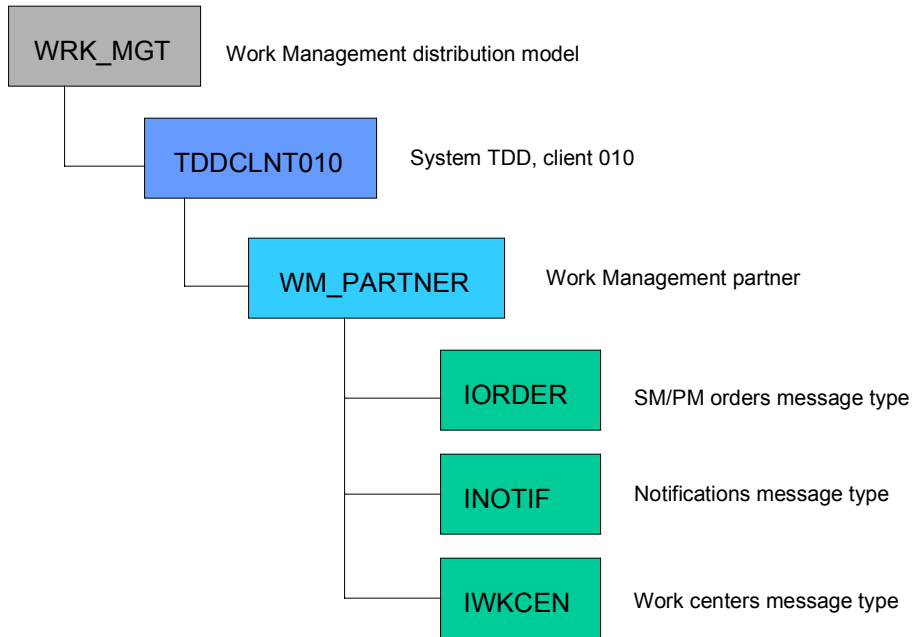 WRK_MGT
Work Management distribution model
TDDCLNT010
System TDD, client 010
WM_PARTNER
Work Management partner
IORDER
SM/PM orders message type
INOTIF
Notifications message type
IWKCEN
Work centers message type